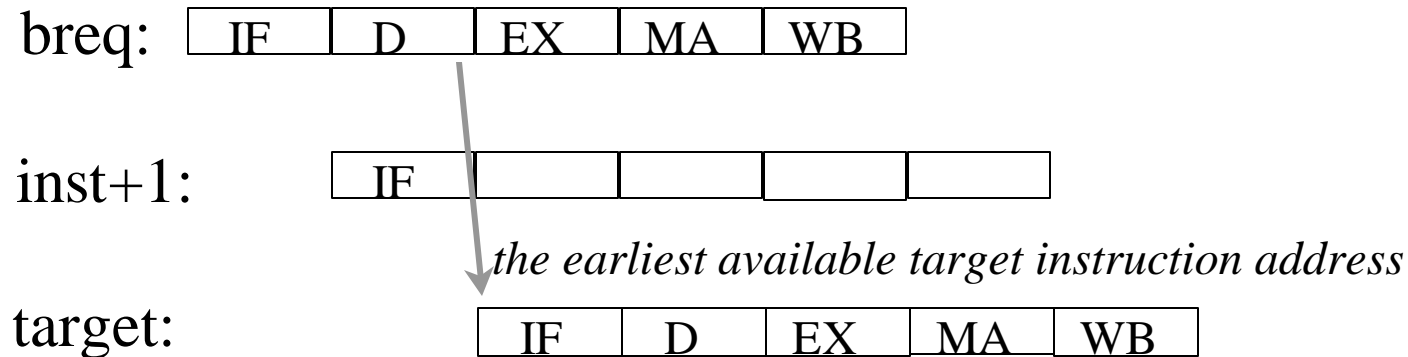 breq: IF D EX MA WB
inst+1: IF
the earliest available target instruction address
target: IF D EX MA WB